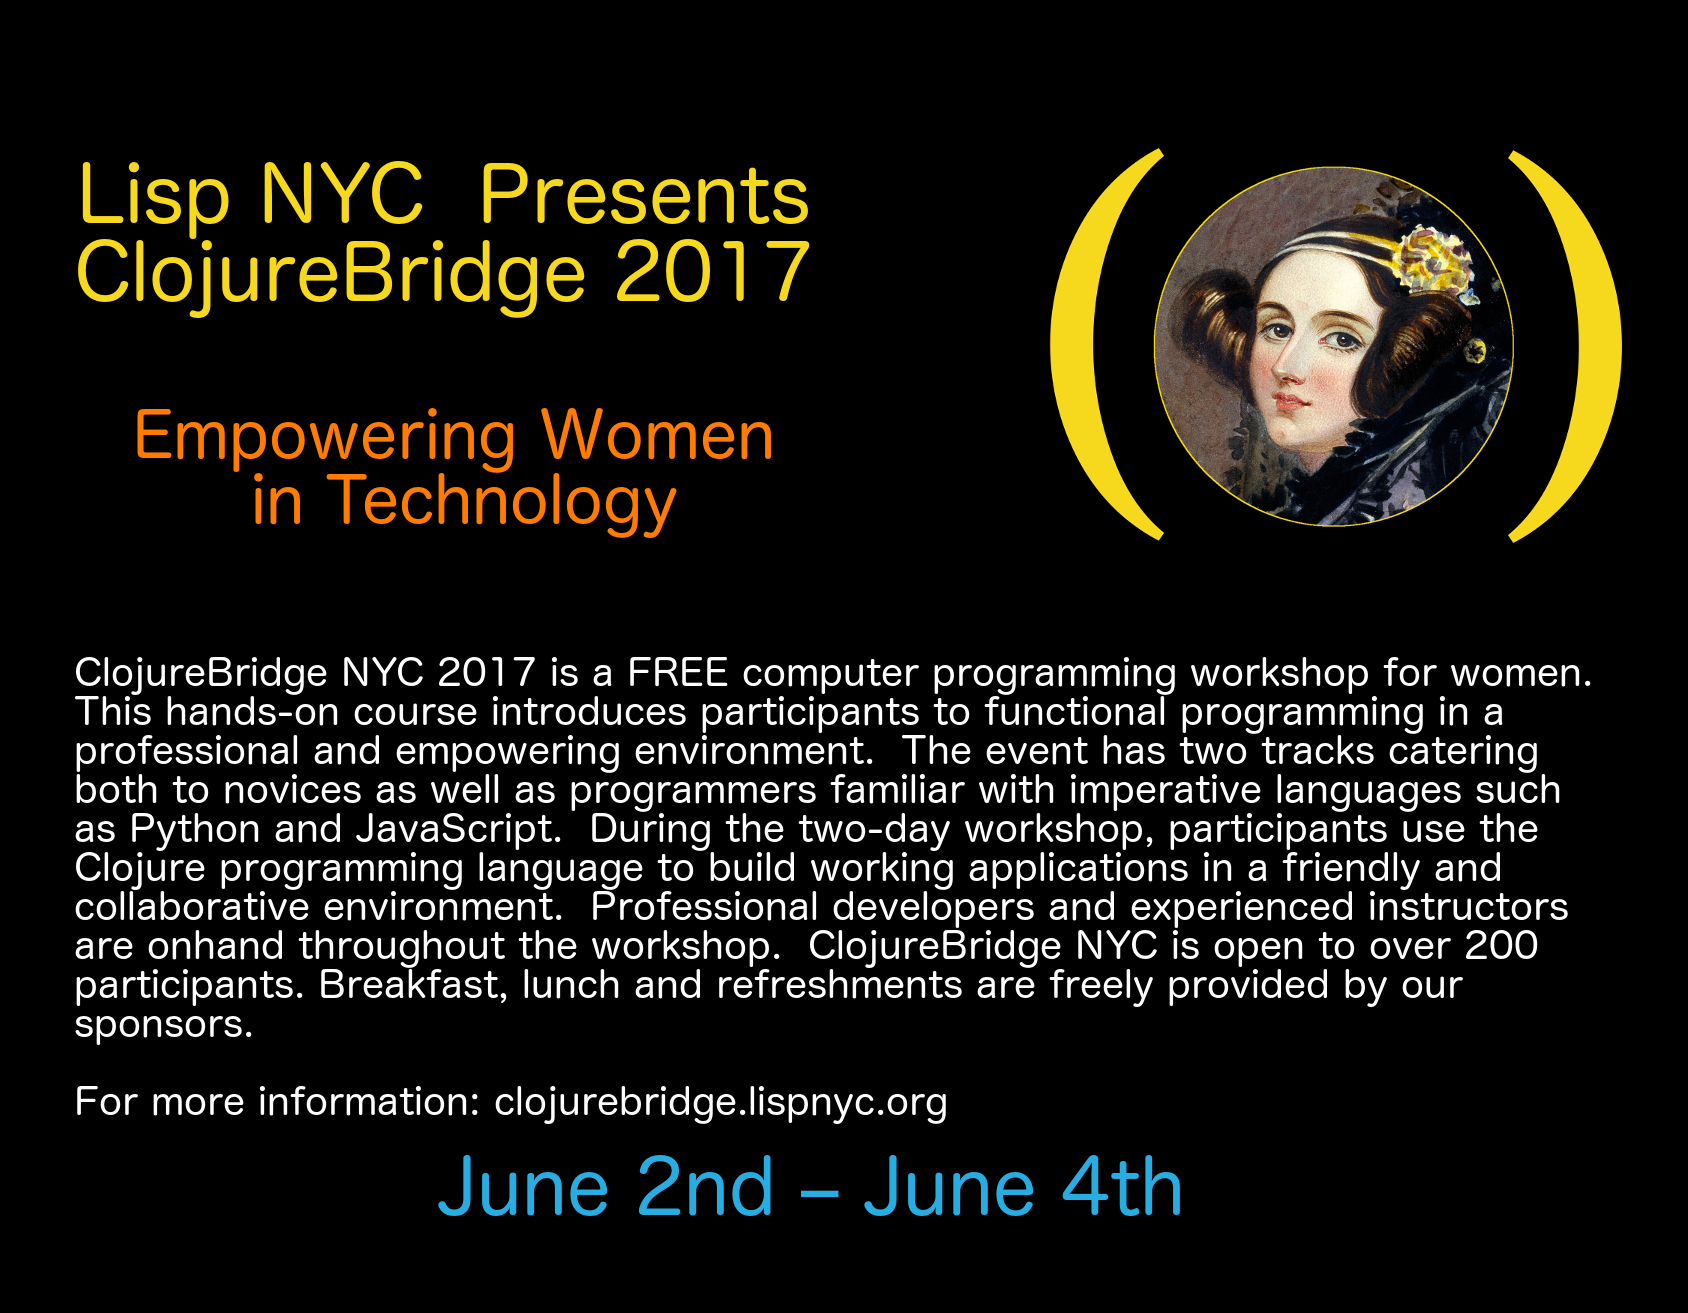 Lisp NYC  Presents
ClojureBridge 2017
Empowering Women
in Technology
ClojureBridge NYC 2017 is a FREE computer programming workshop for women.
This hands-on course introduces participants to functional programming in a
professional and empowering environment.  The event has two tracks catering
both to novices as well as programmers familiar with imperative languages such
as Python and JavaScript.  During the two-day workshop, participants use the
Clojure programming language to build working applications in a friendly and
collaborative environment.  Professional developers and experienced instructors
are onhand throughout the workshop.  ClojureBridge NYC is open to over 200
participants. Breakfast, lunch and refreshments are freely provided by our
sponsors.
For more information: clojurebridge.lispnyc.org
June 2nd – June 4th